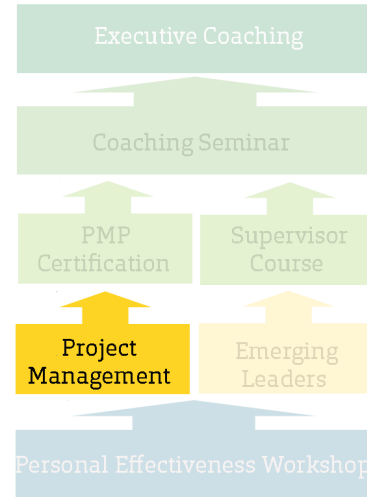 Executive Coaching
Coaching Seminar
PMP
Certification
Supervisor
Course
Project
Management
Emerging
Leaders
Personal Effectiveness Workshop